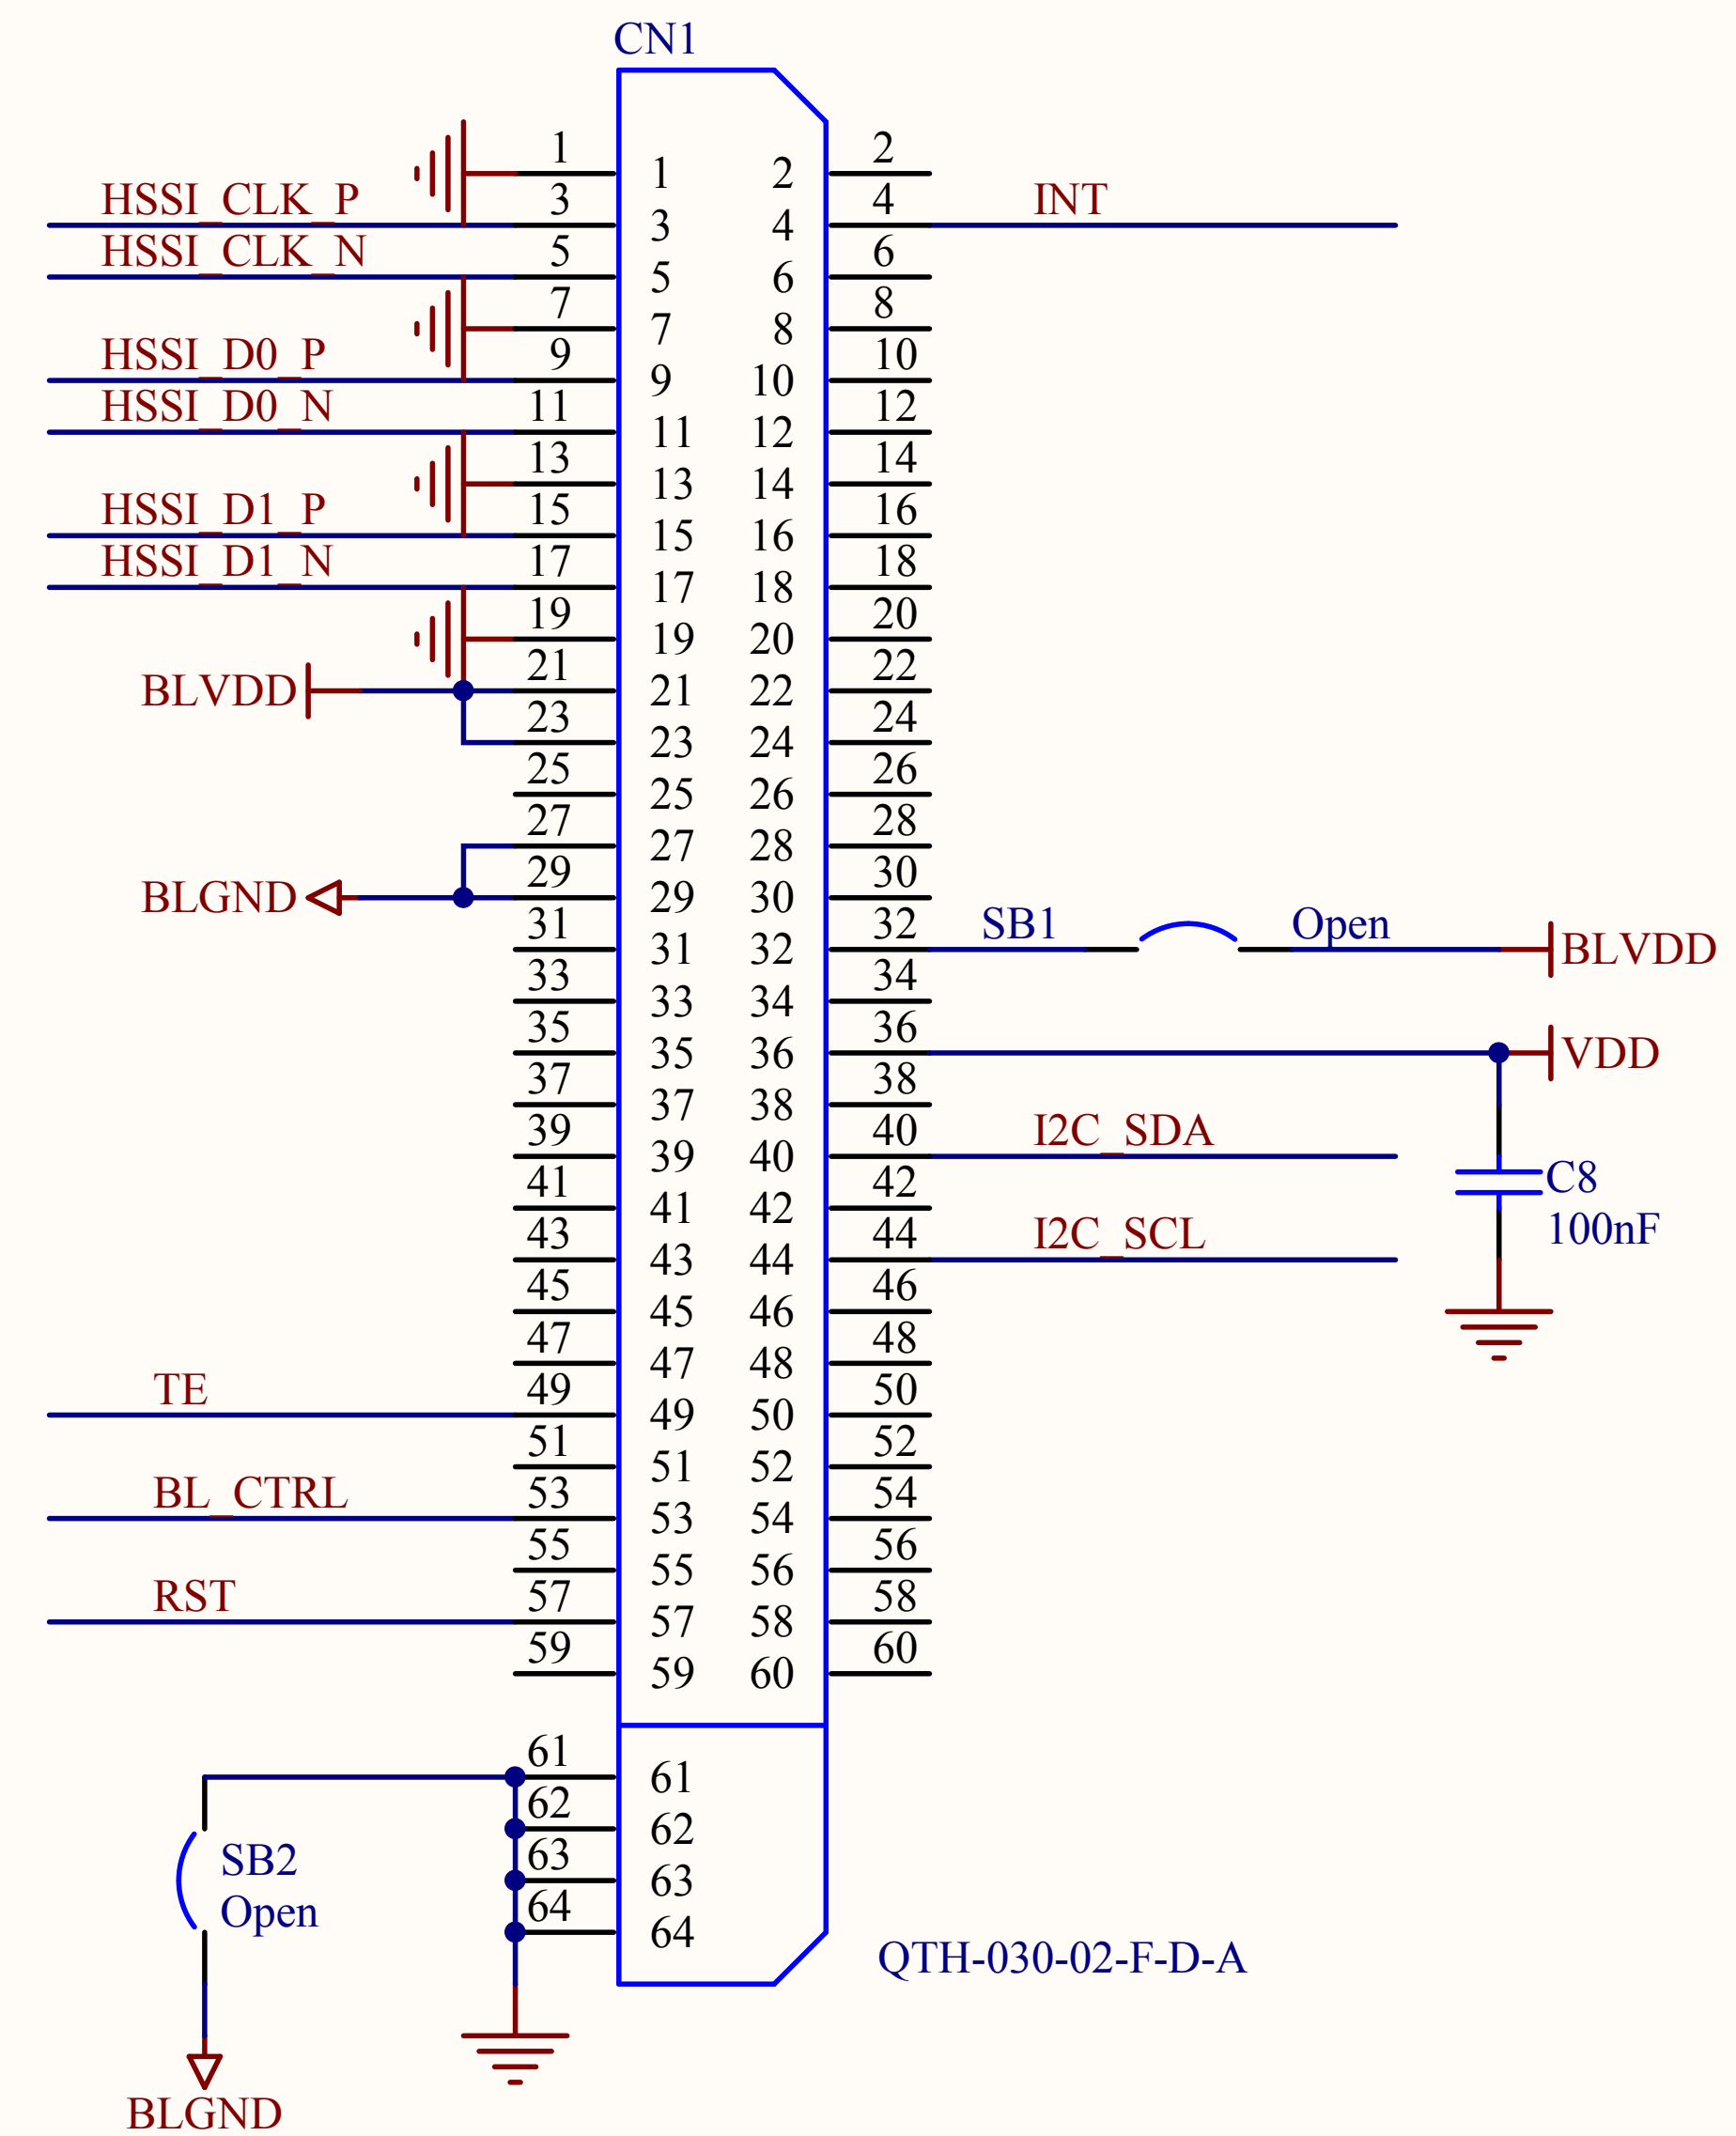 CN1
1 1 2 2
HSSI_CLK_P 3 3 4 4 INT
HSSI_CLK_N 5 5 6 6
7 7 8 8
HSSI_D0_P 9 9 10 10
HSSI_D0_N 11 11 12 12
13 13 14 14
HSSI_D1_P 15 15 16 16
HSSI_D1_N 17 17 18 18
19 19 20 20
BLVDD 21 21 22 22
23 23 24 24
25 25 26 26
27 27 28 28
BLGND 29 29 30 30
31 31 32 32 SB1 Open BLVDD
33 33 34 34
35 35 36 36 VDD
37 37 38 38
39 39 40 40 I2C_SDA
41 41 42 42 C8
100nF
43 43 44 44 I2C_SCL
45 45 46 46
47 47 48 48
TE 49 49 50 50
51 51 52 52
BL_CTRL 53 53 54 54
55 55 56 56
RST 57 57 58 58
59 59 60 60
61 61
62 62
SB2 63 63
Open 64 64
QTH-030-02-F-D-A
BLGND